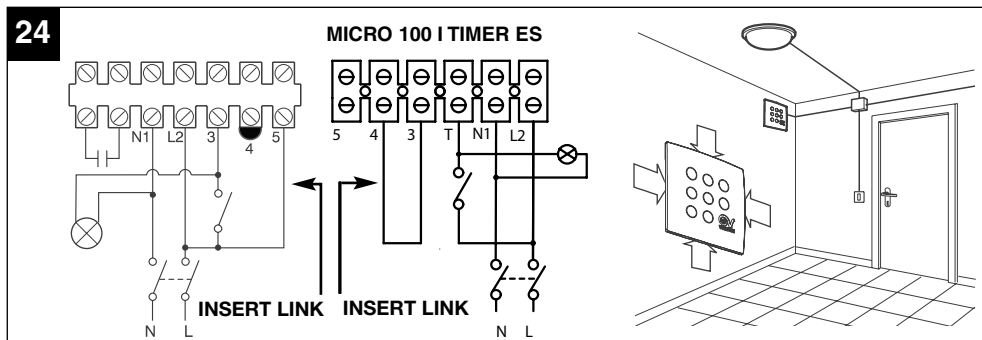 24
MICRO 100 I TIMER ES
N1 L2 3 4 5
5 4 3 T N1 L2
INSERT LINK INSERT LINK
N L N L